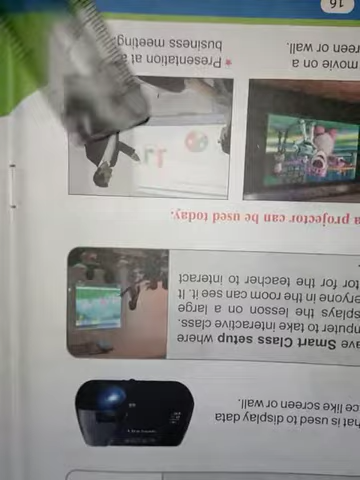 hat is used to display data
ce like screen or wall.
ave Smart Class setup where
mputer to take interactive class.
splays the lesson on a large
eryone in the room can see it. It
tor for the teacher to interact
a projector can be used today.
movie on a
reen or wall.
★ Presentation at a
business meeting.
16